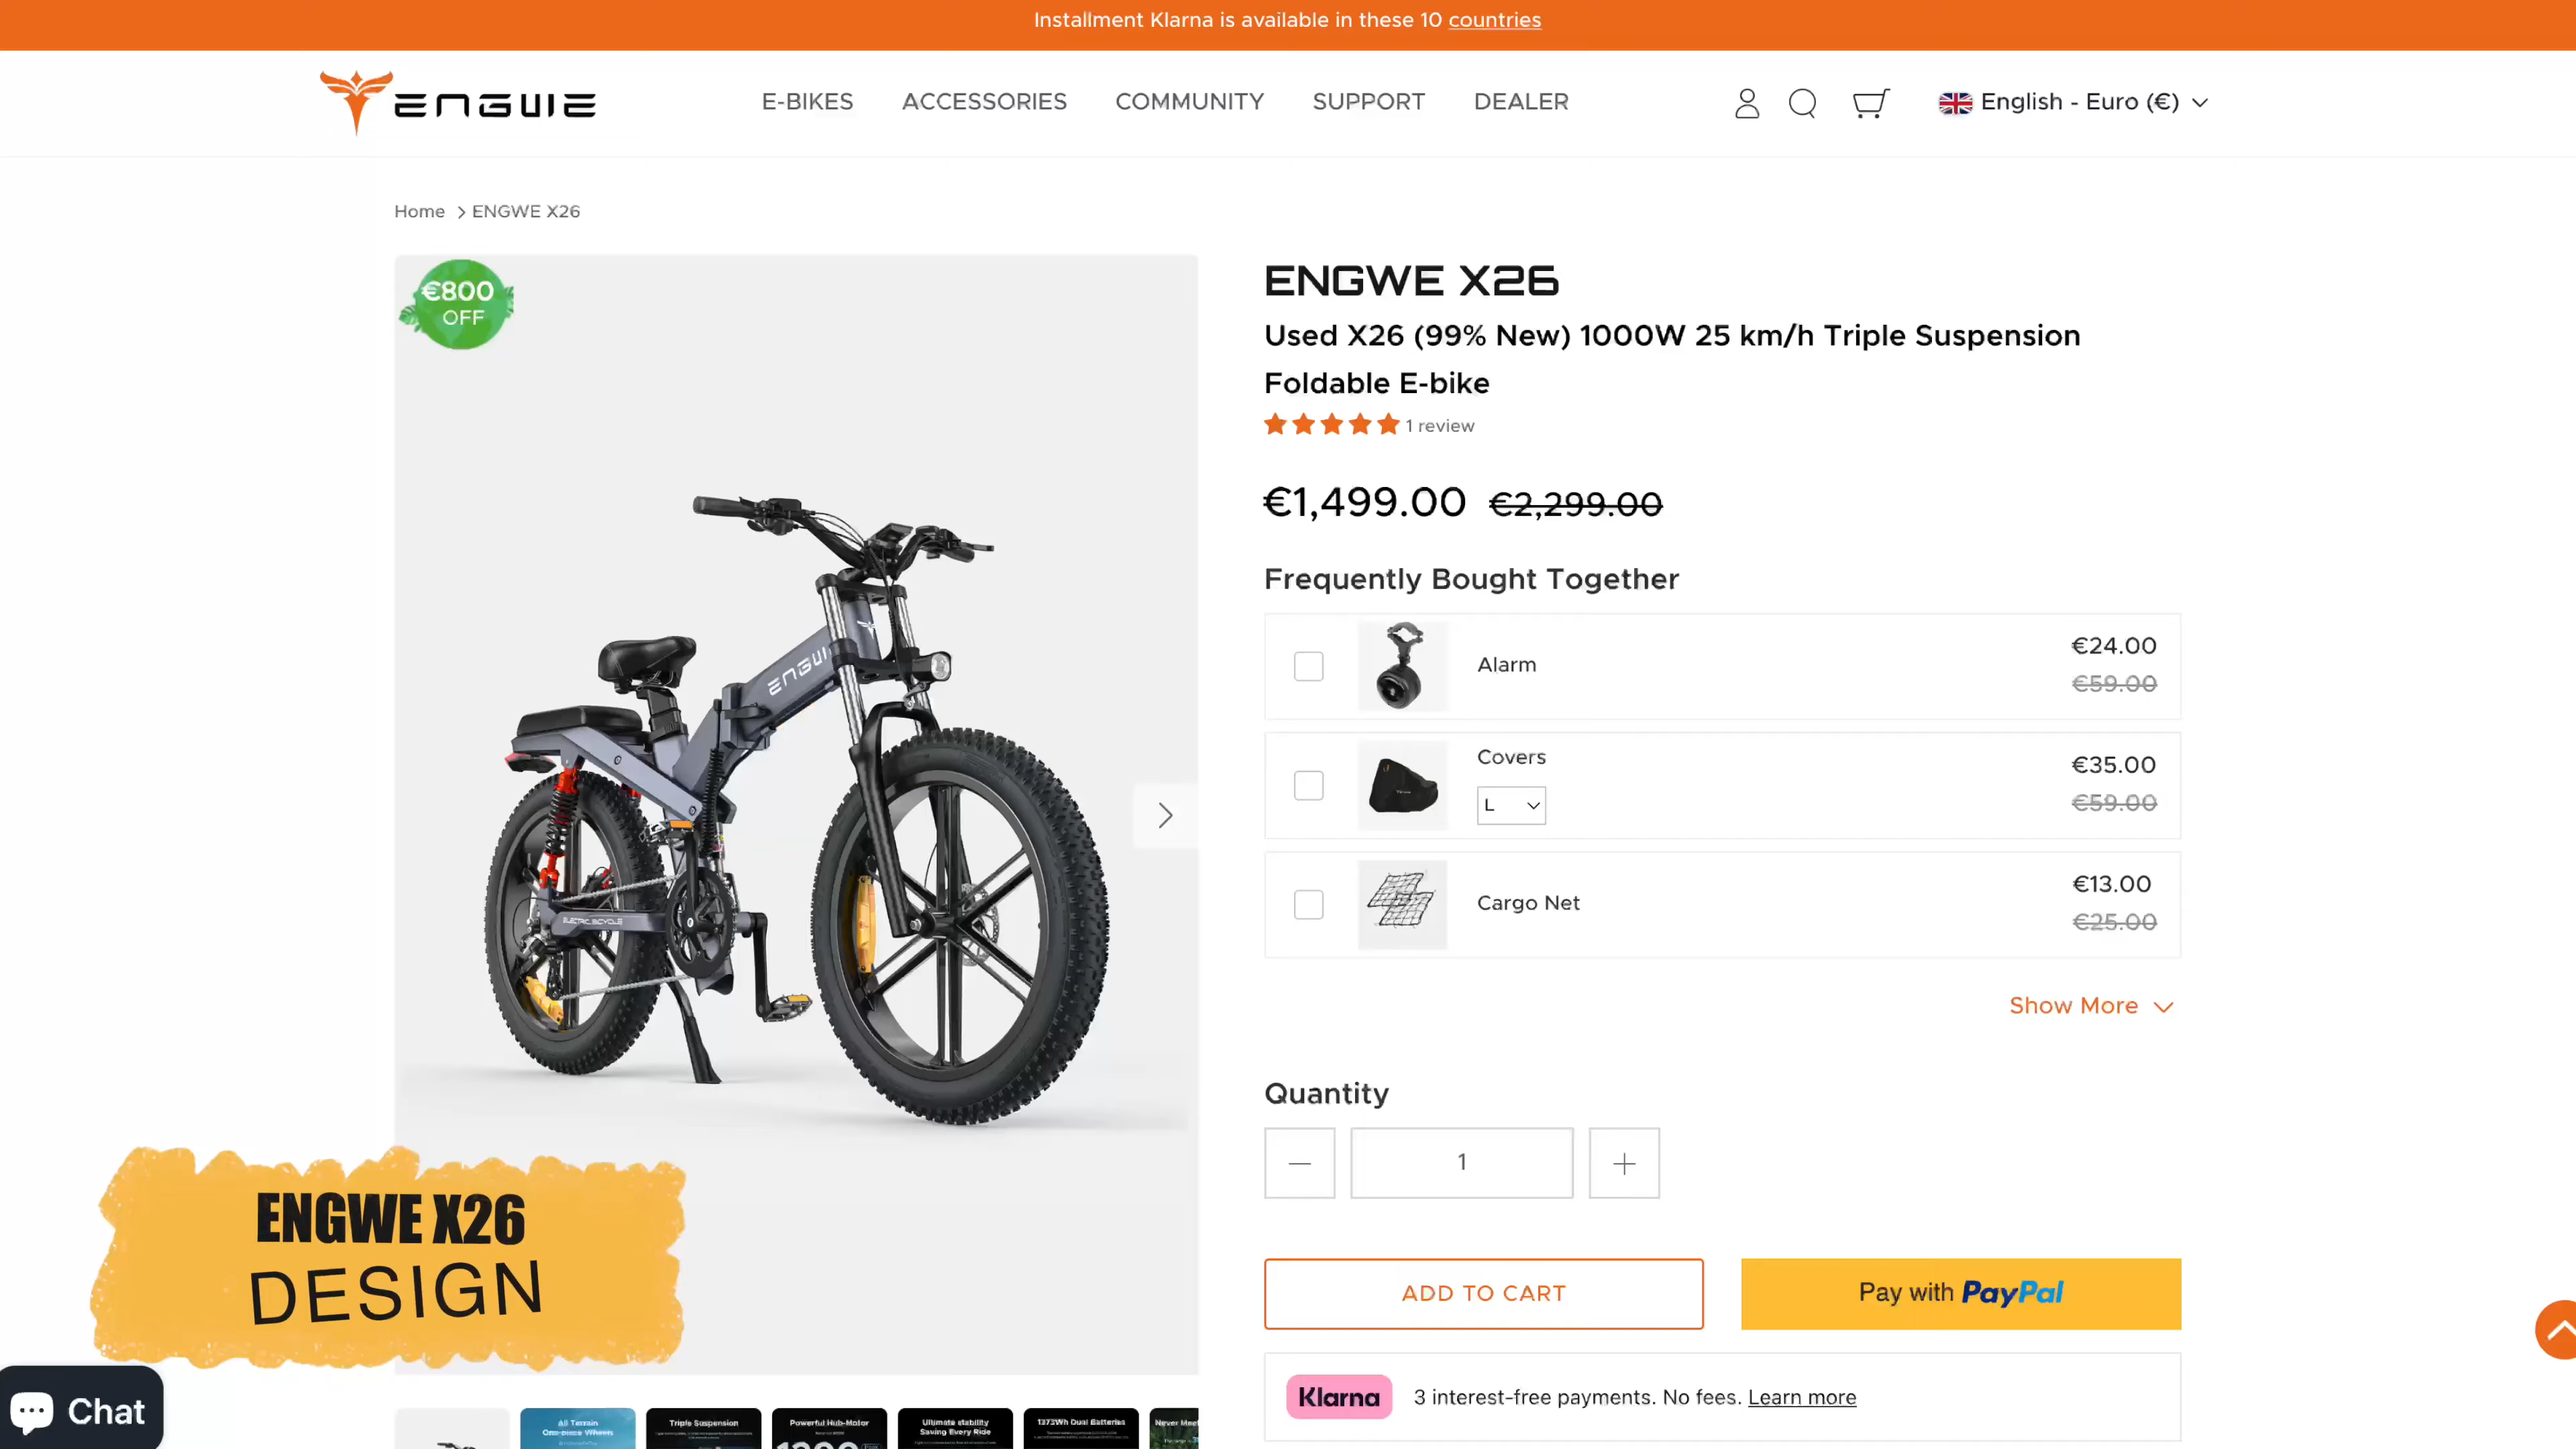 Installment Klarna is available in these 10 countries
ENGWE
E-BIKES
ACCESSORIES
COMMUNITY
SUPPORT
DEALER
English - Euro (€)
Home > ENGWE X26
€800
OFF
ENGWE X26
Used X26 (99% New) 1000W 25 km/h Triple Suspension
Foldable E-bike
1 review
€1,499.00 €2,299.00
Frequently Bought Together
Alarm
€24.00
€59.00
Covers
L
€35.00
€59.00
Cargo Net
€13.00
€25.00
Show More
Quantity
1
ADD TO CART
Pay with PayPal
Klarna
3 interest-free payments. No fees. Learn more
ENGWE X26
DESIGN
Chat
ELECTRIC BICYCLE
All Terrain
One-piece Wheels
Triple Suspension
Powerful Hub-Motor
Ultimate stability
Saving Every Ride
1373Wh Dual Batteries